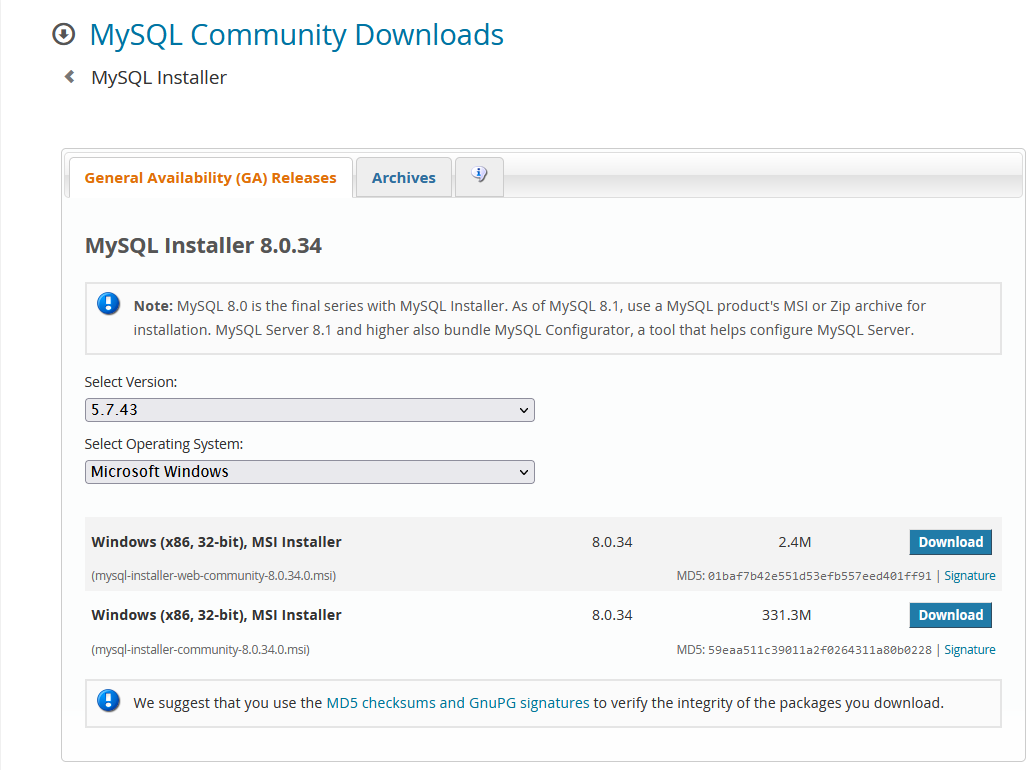 MySQL Community Downloads
MySQL Installer
General Availability (GA) Releases Archives
MySQL Installer 8.0.34
Note: MySQL 8.0 is the final series with MySQL Installer. As of MySQL 8.1, use a MySQL product's MSI or Zip archive for
installation. MySQL Server 8.1 and higher also bundle MySQL Configurator, a tool that helps configure MySQL Server.
Select Version:
5.7.43
Select Operating System:
Microsoft Windows
Windows (x86, 32-bit), MSI Installer 8.0.34 2.4M Download
(mysql-installer-web-community-8.0.34.0.msi) MD5: 01baf7b42e551d53efb557eed401ff91 | Signature
Windows (x86, 32-bit), MSI Installer 8.0.34 331.3M Download
(mysql-installer-community-8.0.34.0.msi) MD5: 59eaa511c39011a2f0264311a80b0228 | Signature
We suggest that you use the MD5 checksums and GnuPG signatures to verify the integrity of the packages you download.